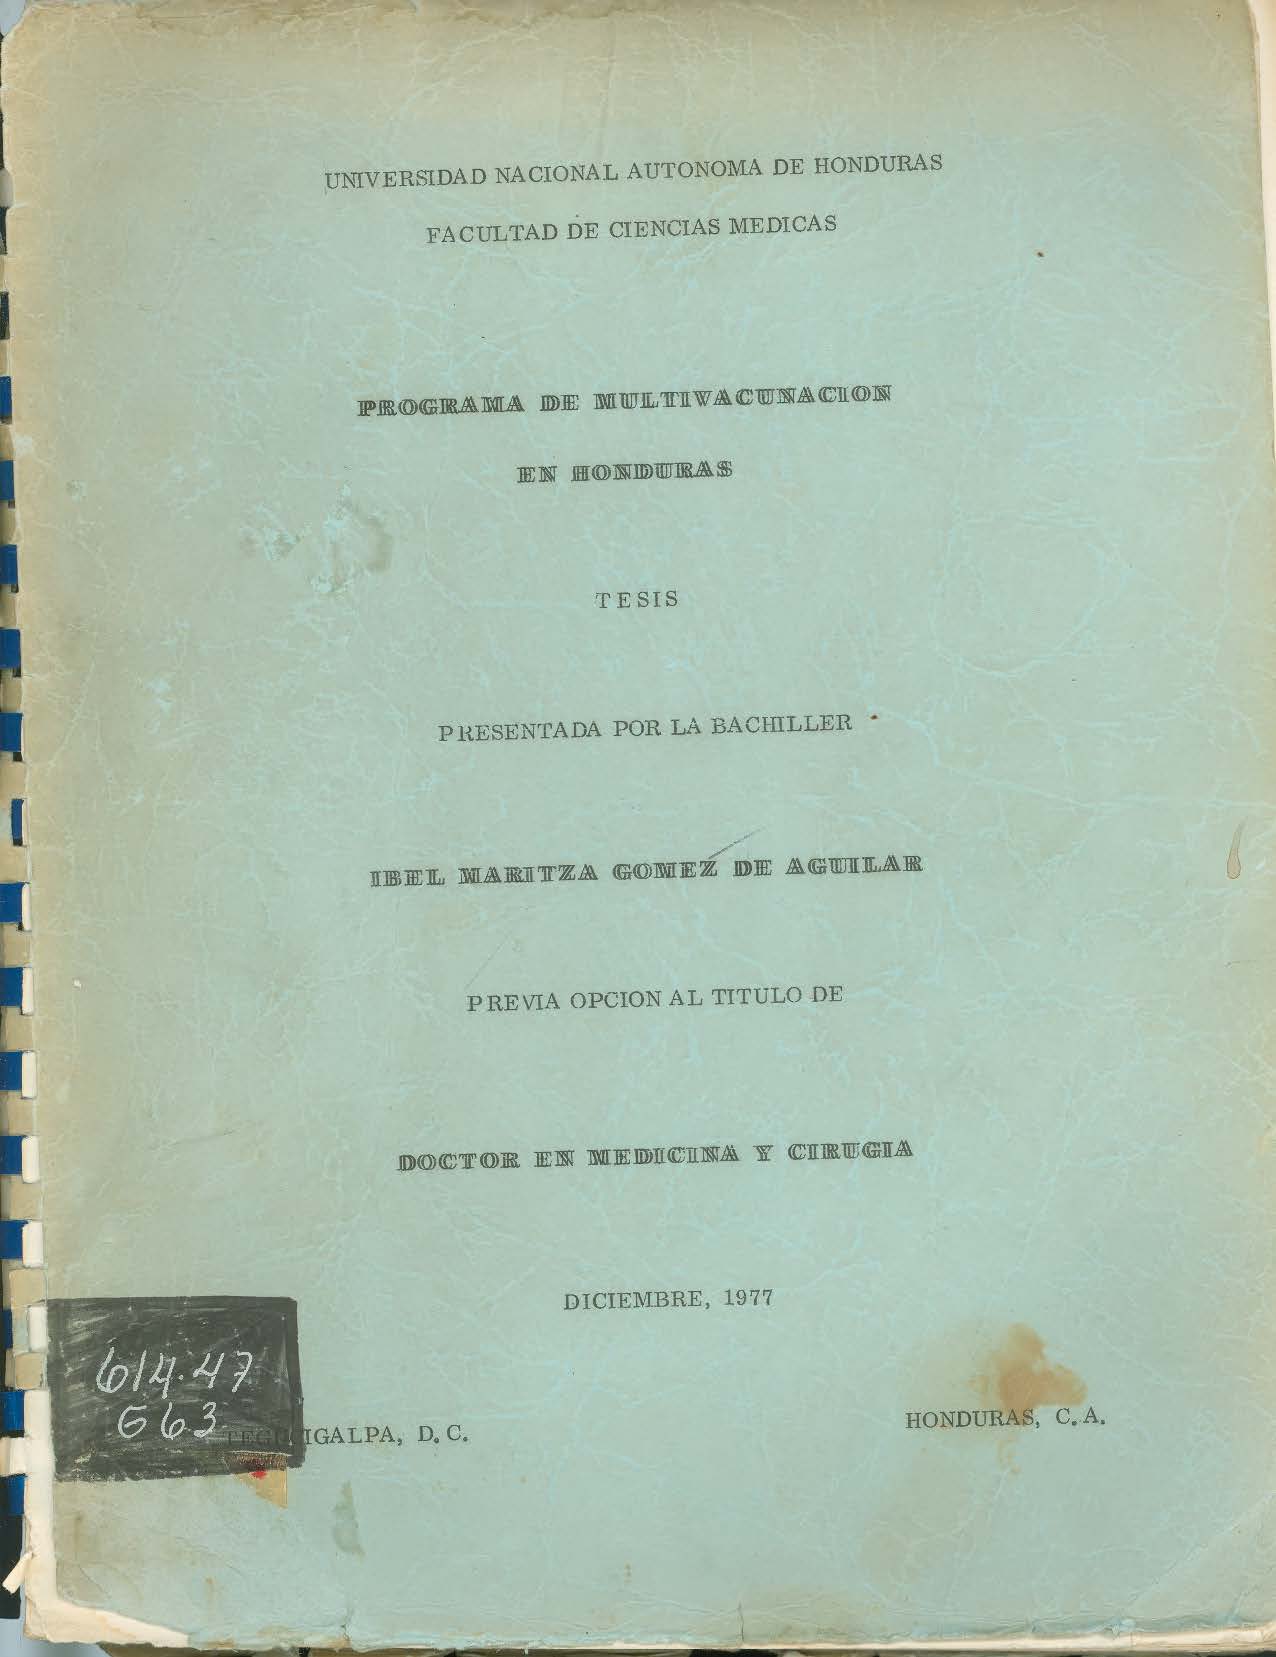 UNIVERSIDAD NACIONAL AUTONOMA DE HONDURAS
FACULTAD DE CIENCIAS MEDICAS
PROGRAMA DE MULTIVACUNACION
EN HONDURAS
TESIS
PRESENTADA POR LA BACHILLER
IBEL MARITZA GOMEZ DE AGUILAR
PREVIA OPCION AL TITULO DE
DOCTOR EN MEDICINA Y CIRUGIA
DICIEMBRE, 1977
614.47
G63
TEGUCIGALPA, D.C.
HONDURAS, C.A.